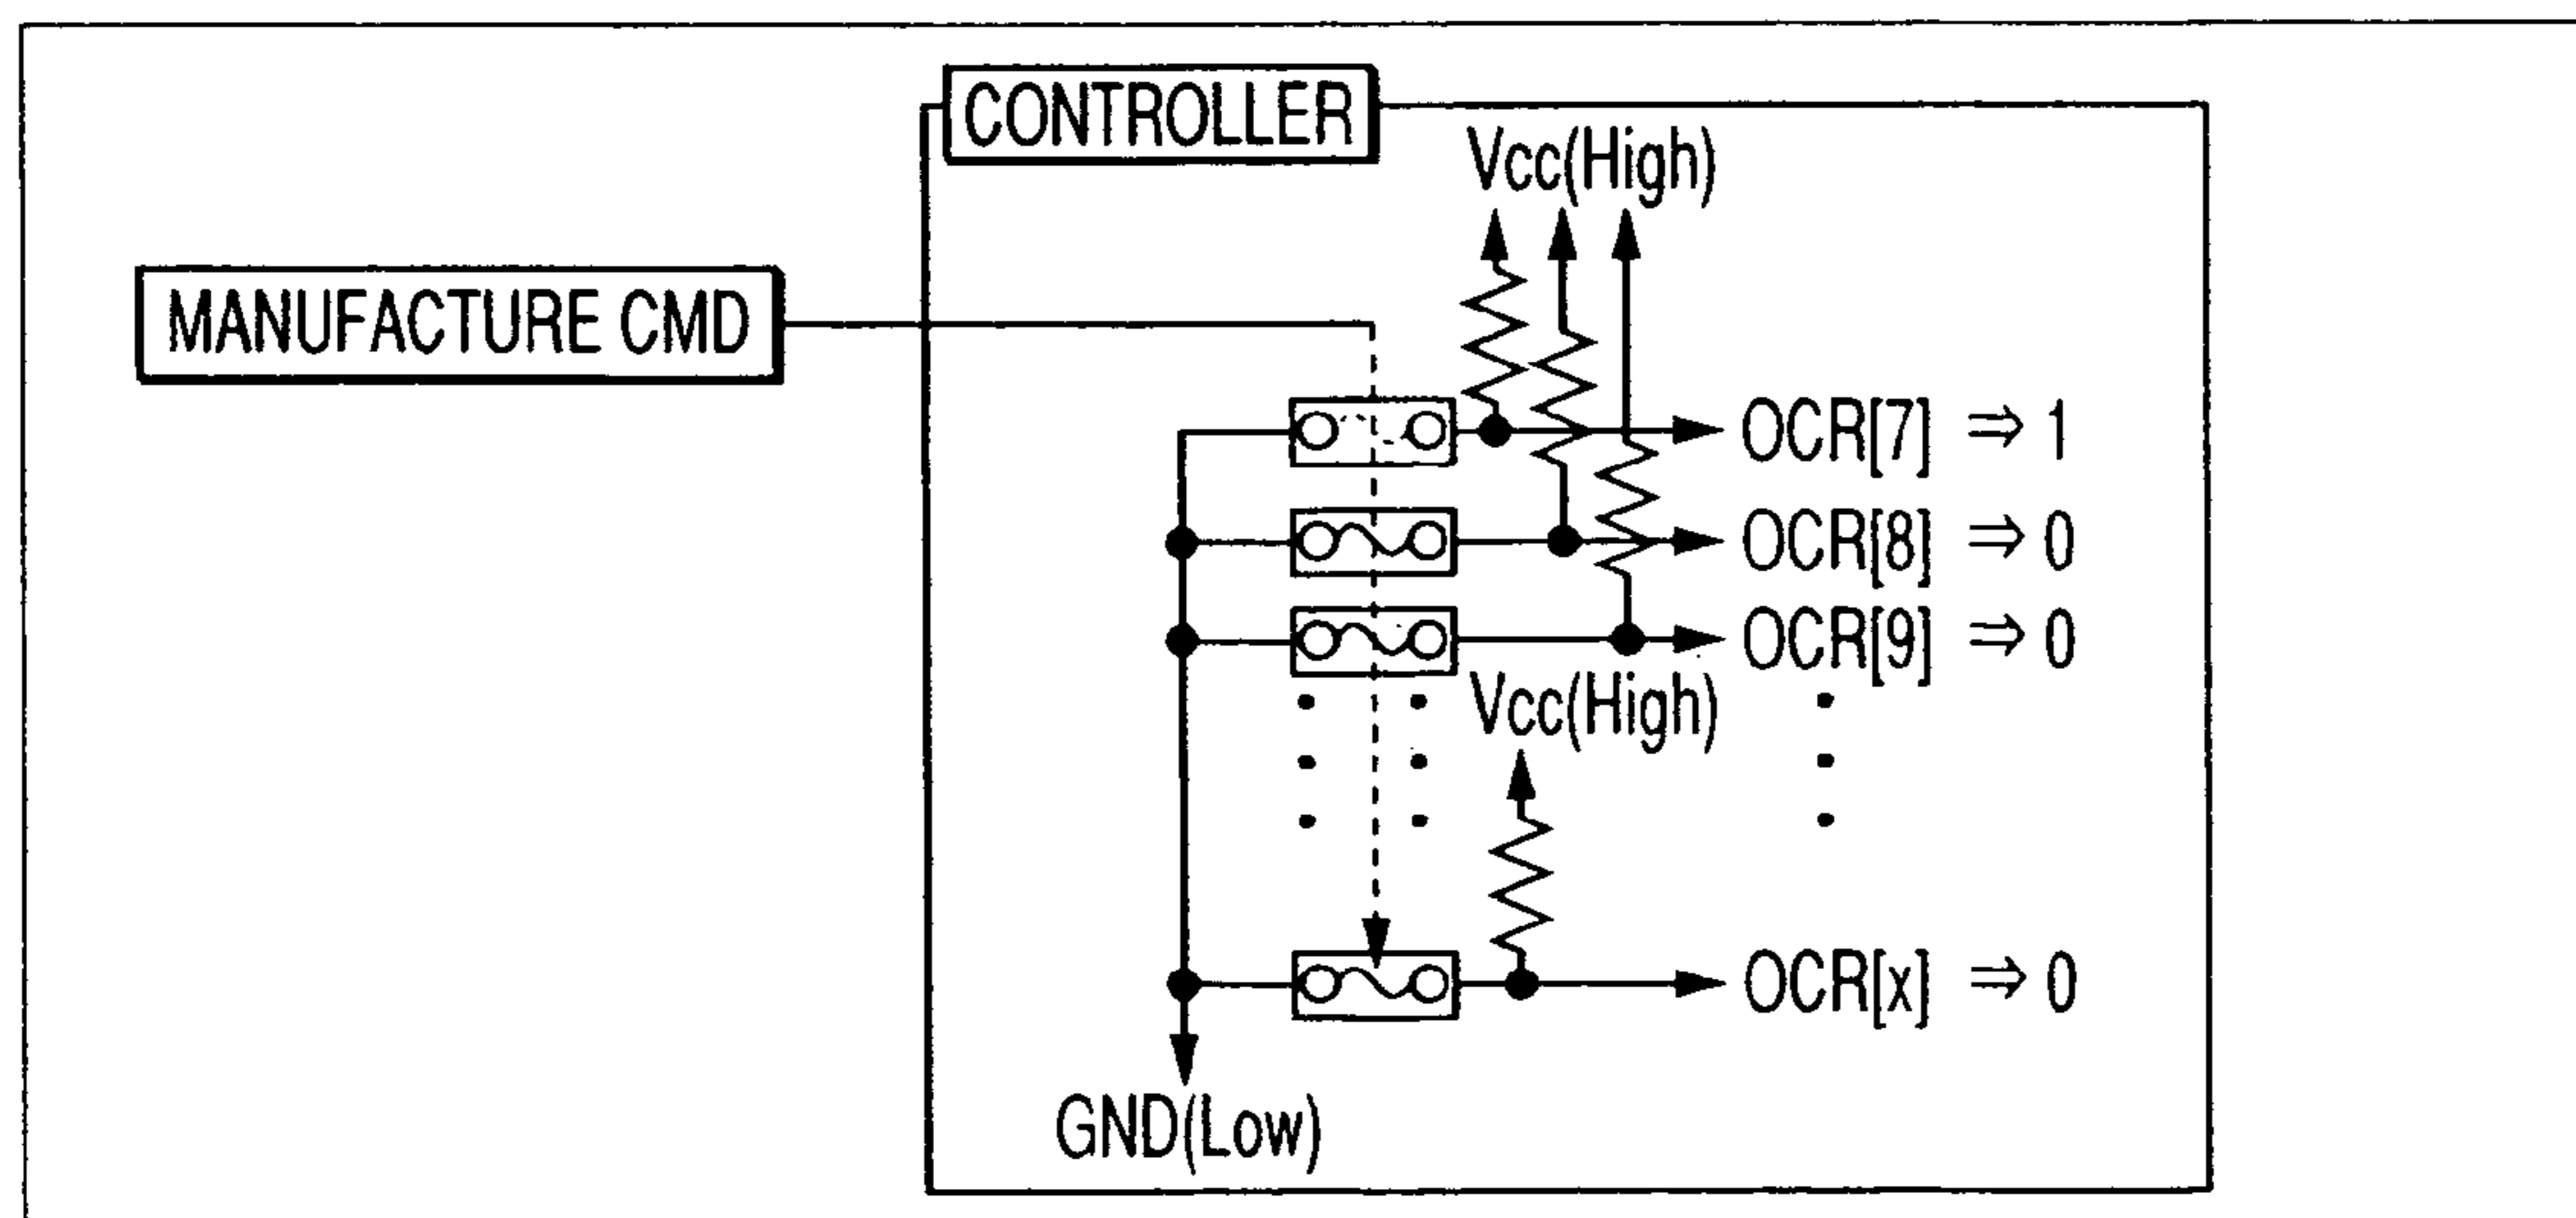 CONTROLLER
Vcc(High)
MANUFACTURE CMD
OCR[7] ⇒ 1
OCR[8] ⇒ 0
OCR[9] ⇒ 0
Vcc(High)
OCR[x] ⇒ 0
GND(Low)